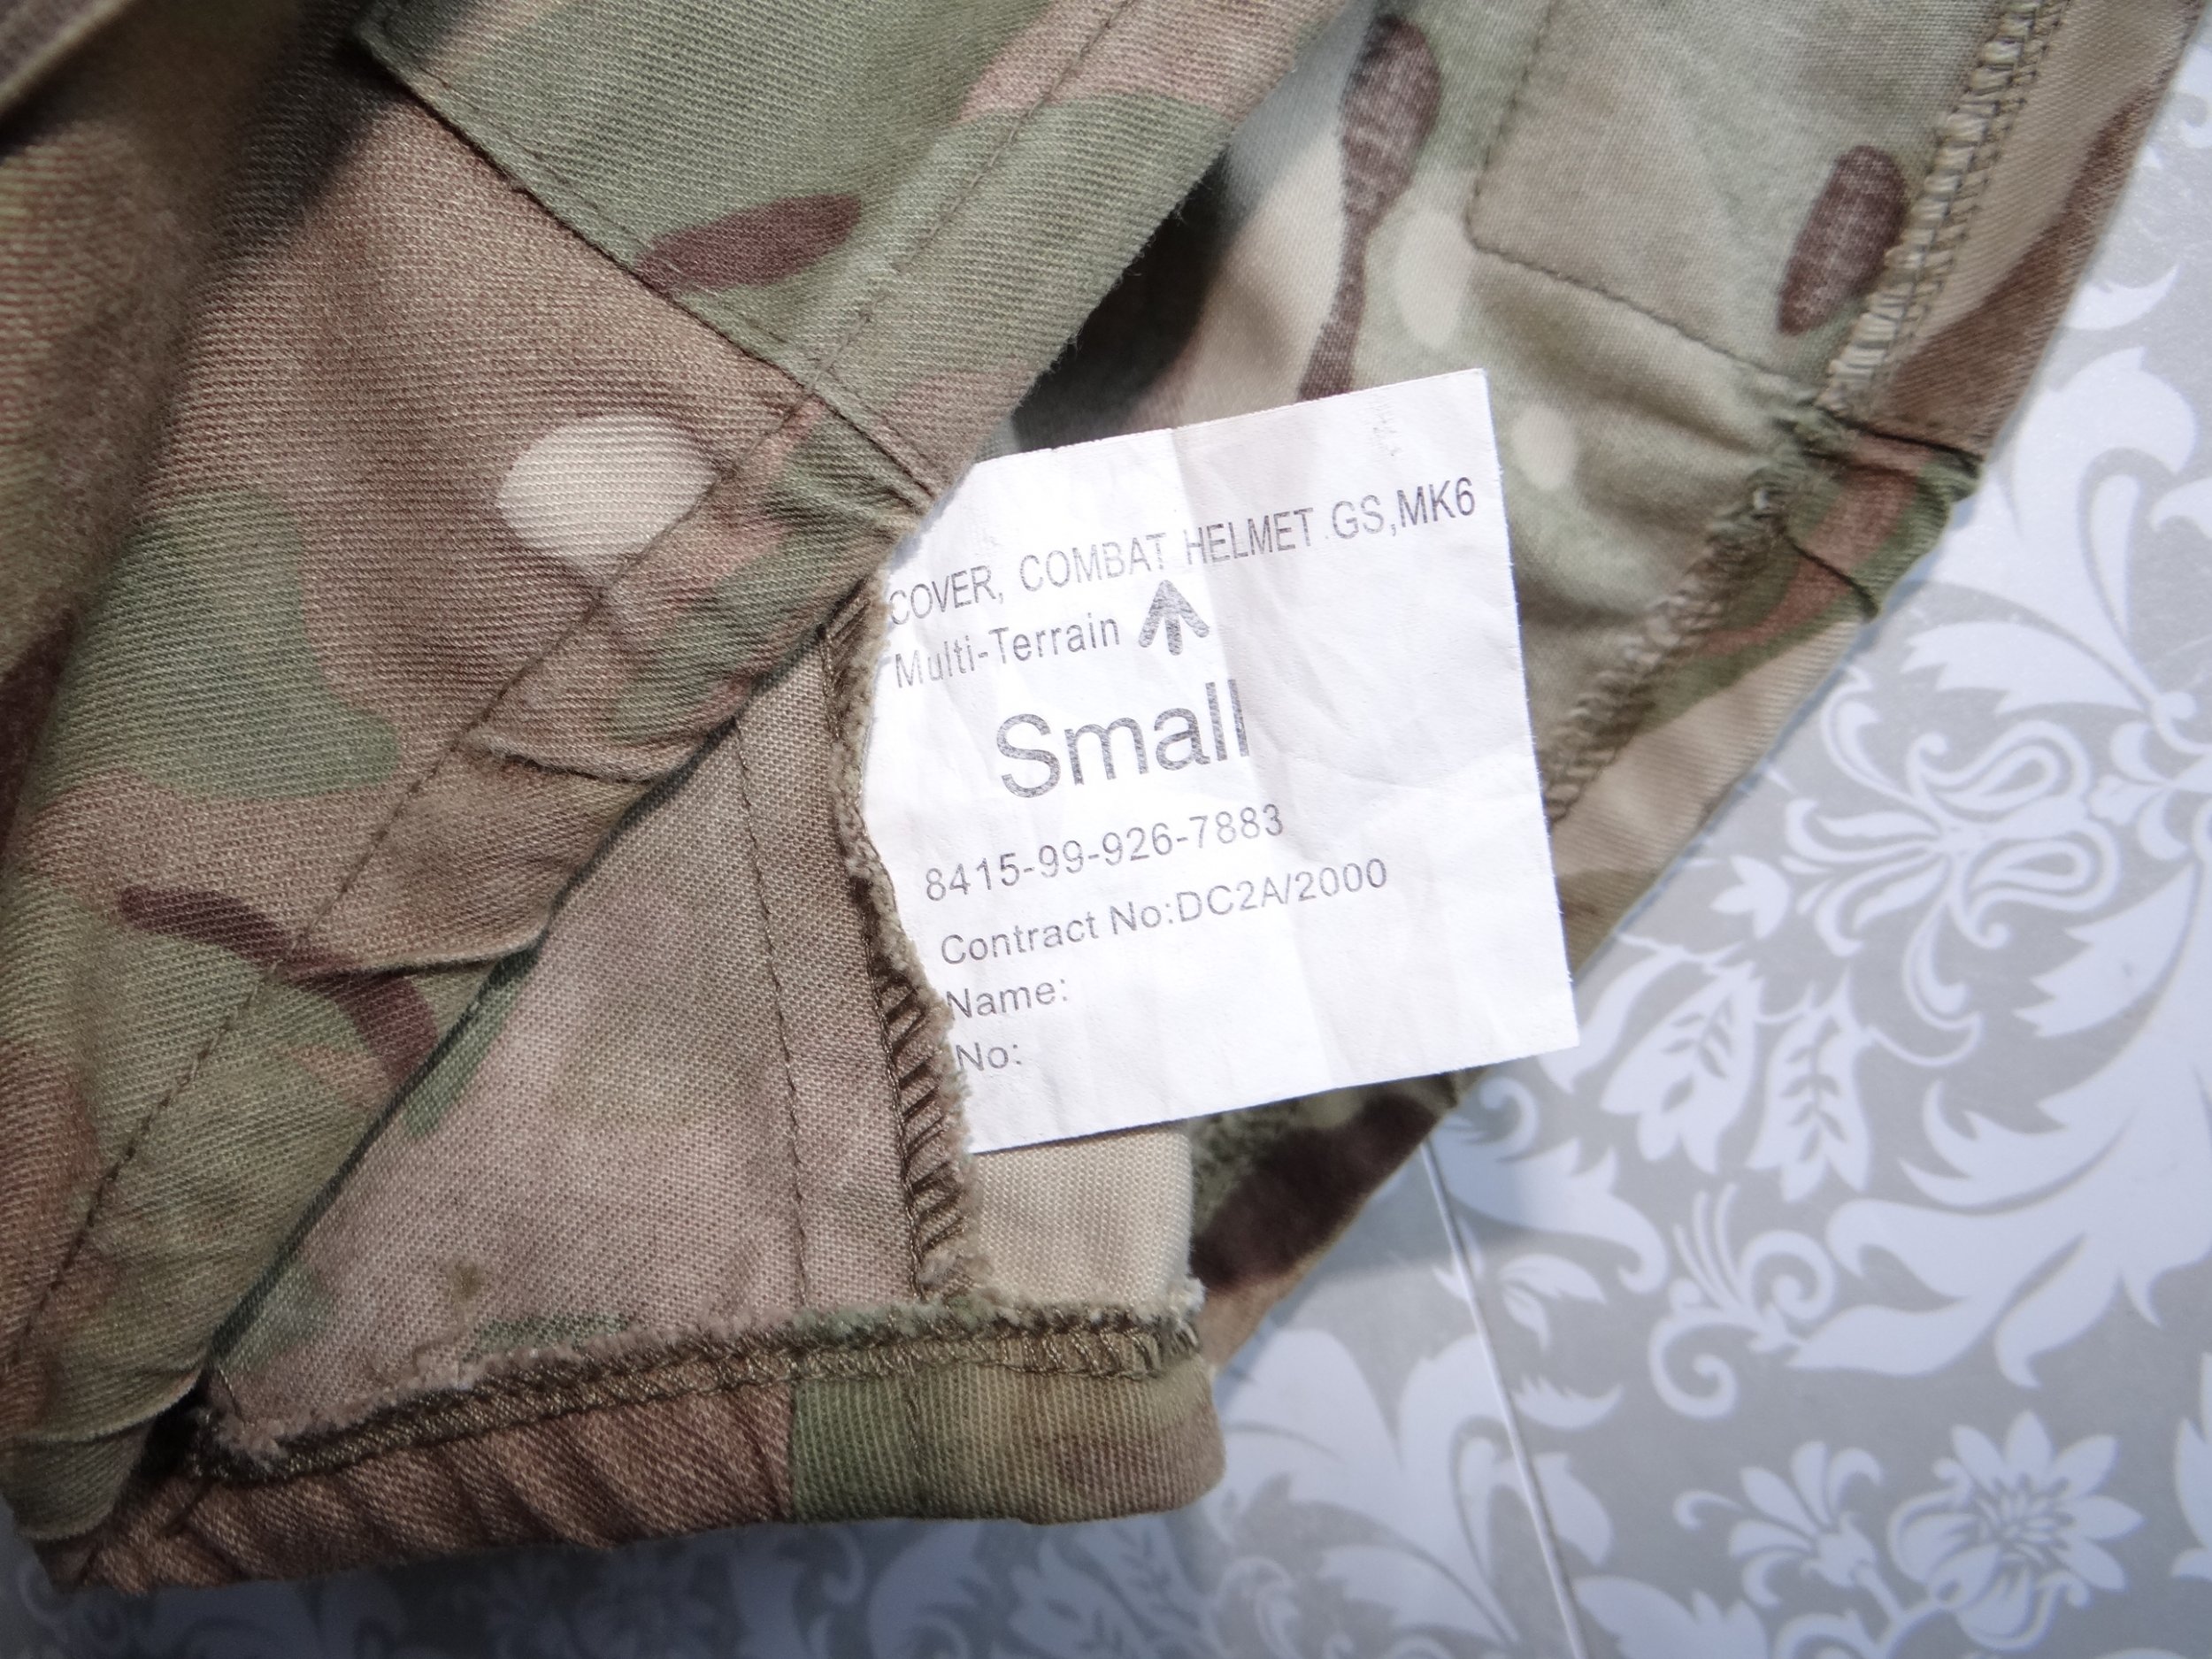 COVER, COMBAT HELMET GS,MK6
Multi-Terrain
Small
8415-99-926-7883
Contract No:DC2A/2000
Name:
No: